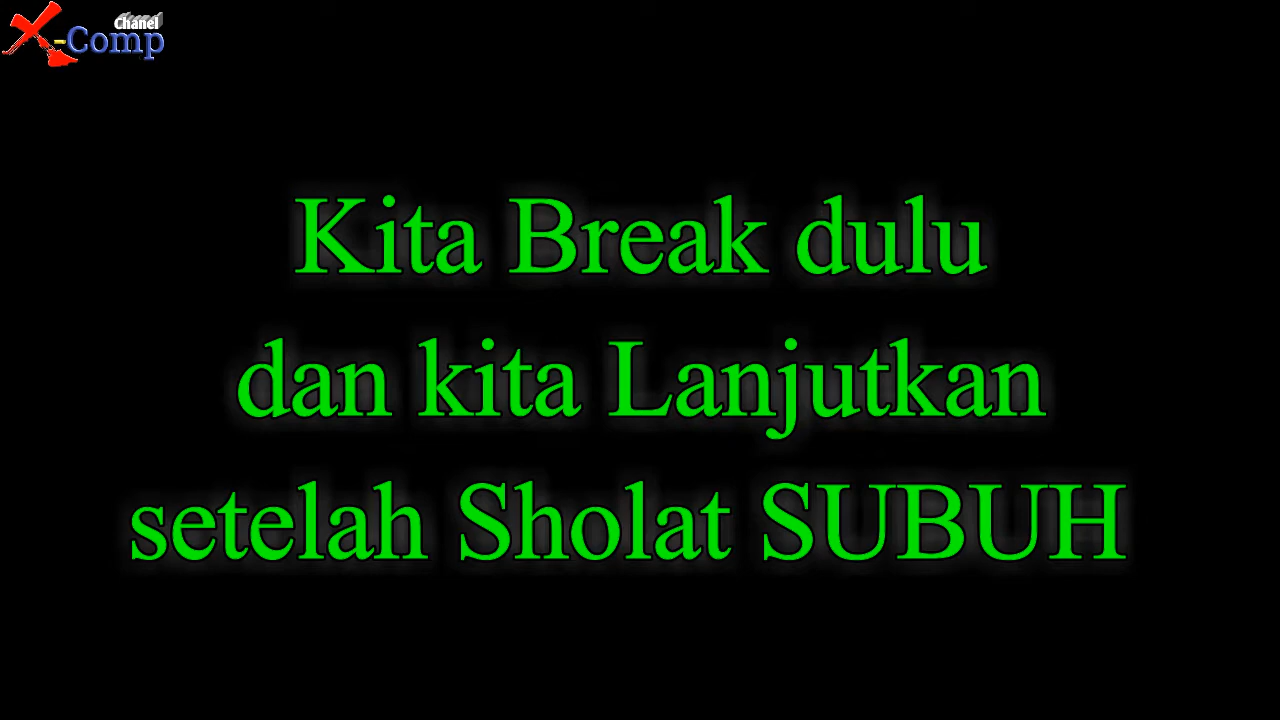 Chanel
X-Comp
Kita Break dulu
dan kita Lanjutkan
setelah Sholat SUBUH